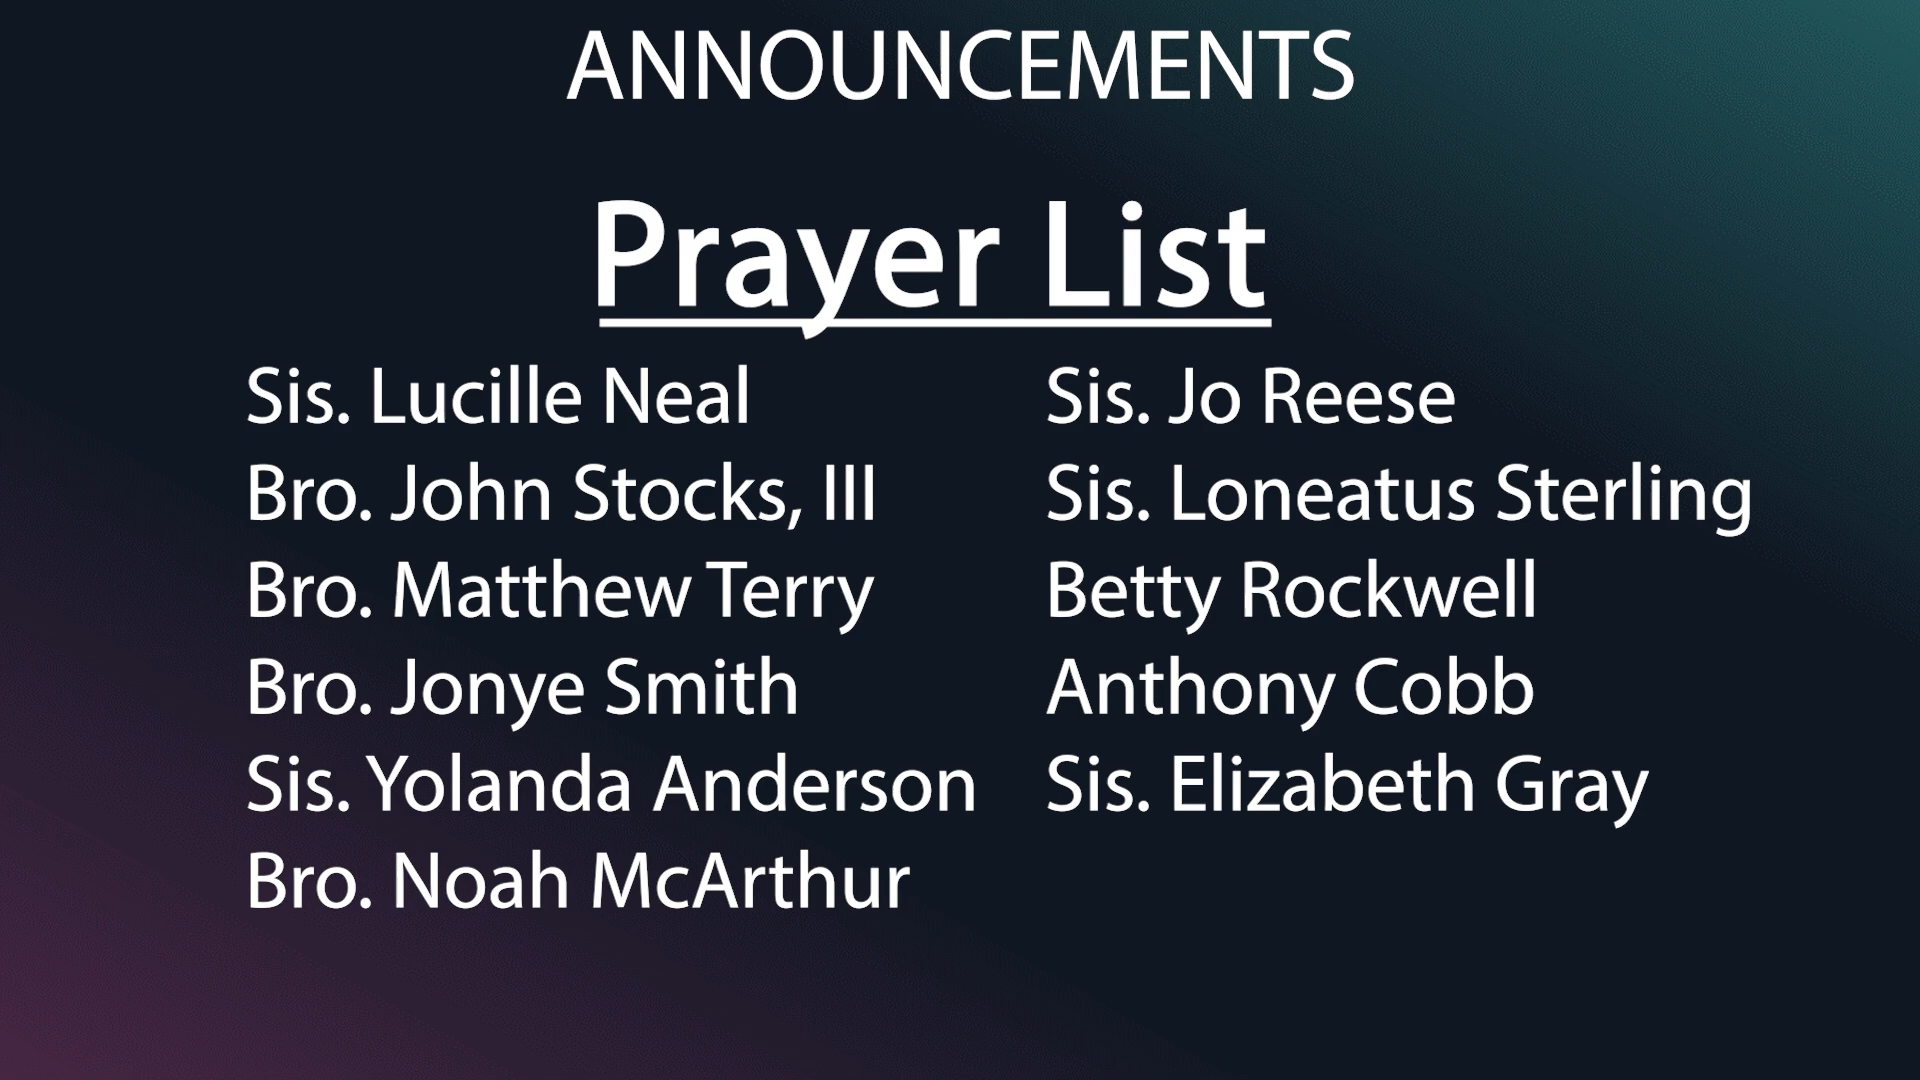 ANNOUNCEMENTS
Prayer List
Sis. Lucille Neal
Bro. John Stocks, III
Bro. Matthew Terry
Bro. Jonye Smith
Sis. Yolanda Anderson
Bro. Noah McArthur
Sis. Jo Reese
Sis. Loneatus Sterling
Betty Rockwell
Anthony Cobb
Sis. Elizabeth Gray